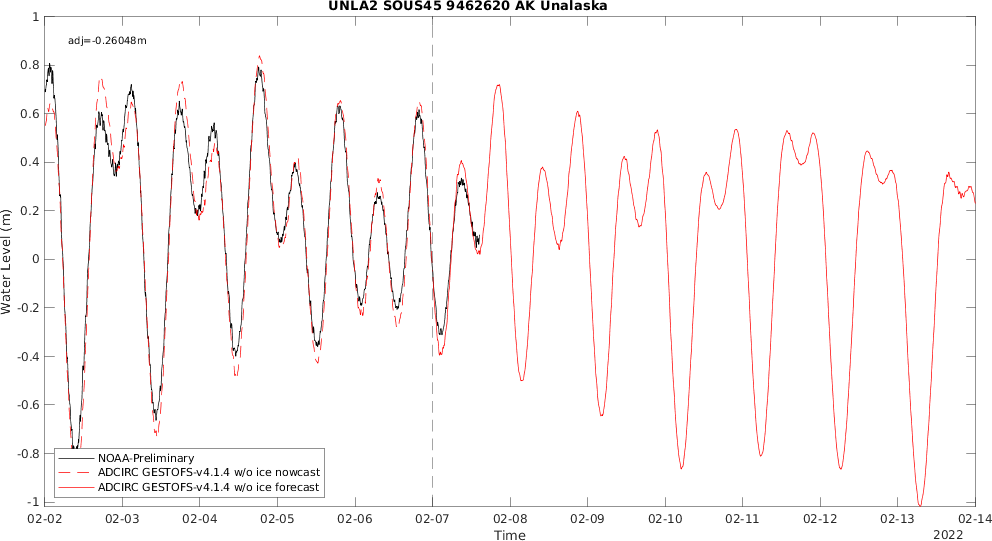 UNLA2 SOUS45 9462620 AK Unalaska
adj=-0.26048m
1
0.8
0.6
0.4
0.2
0
-0.2
-0.4
-0.6
-0.8
-1
Water Level (m)
NOAA-Preliminary
ADCIRC GESTOFS-v4.1.4 w/o ice nowcast
ADCIRC GESTOFS-v4.1.4 w/o ice forecast
02-02 02-03 02-04 02-05 02-06 02-07 02-08 02-09 02-10 02-11 02-12 02-13 02-14
Time
2022